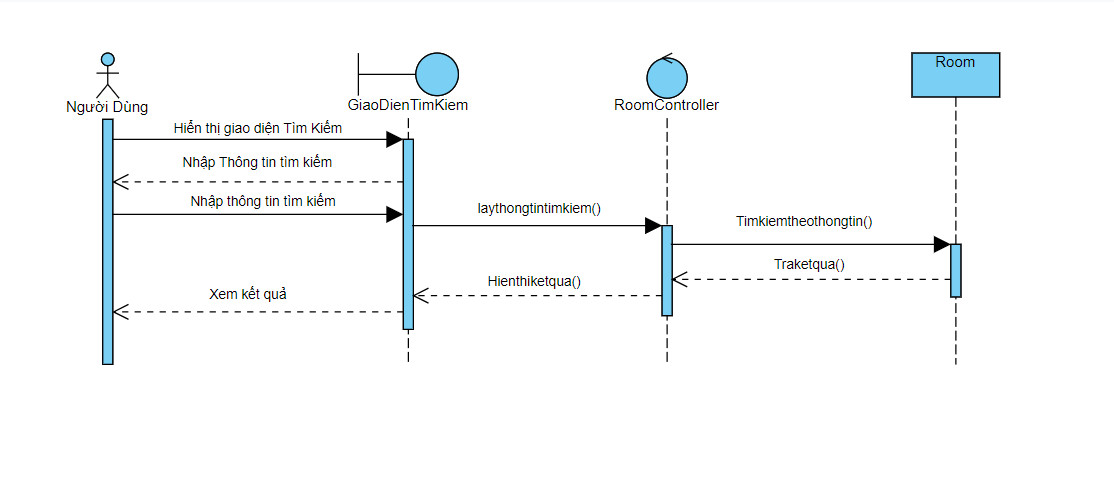 Room
Người Dùng
GiaoDienTimKiem
RoomController
Hiển thị giao diện Tìm Kiếm
Nhập Thông tin tìm kiếm
Nhập thông tin tìm kiếm
laythongtintimkiem()
Timkiemtheothongtin()
Traketqua()
Hienthiketqua()
Xem kết quả